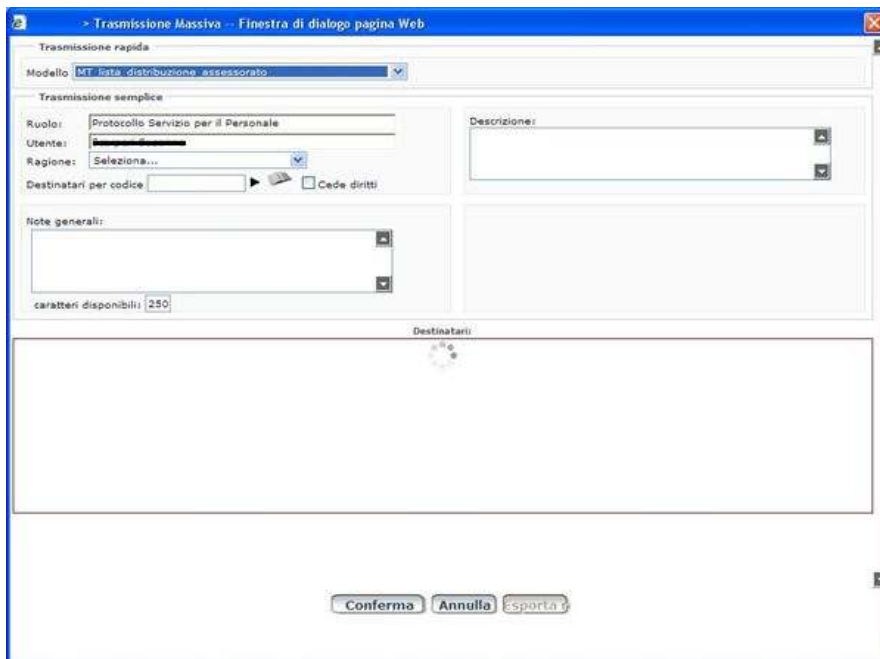 > Trasmissione Massiva -- Finestra di dialogo pagina Web
Trasmissione rapida
Modello MT lista distribuzione assessorato
Trasmissione semplice
Ruolo: Protocollo Servizio per il Personale
Descrizione:
Utente:
Ragione: Seleziona...
Destinatari per codice
Cede diritti
Note generali:
caratteri disponibili: 250
Destinatari:
Conferma Annulla Esporta